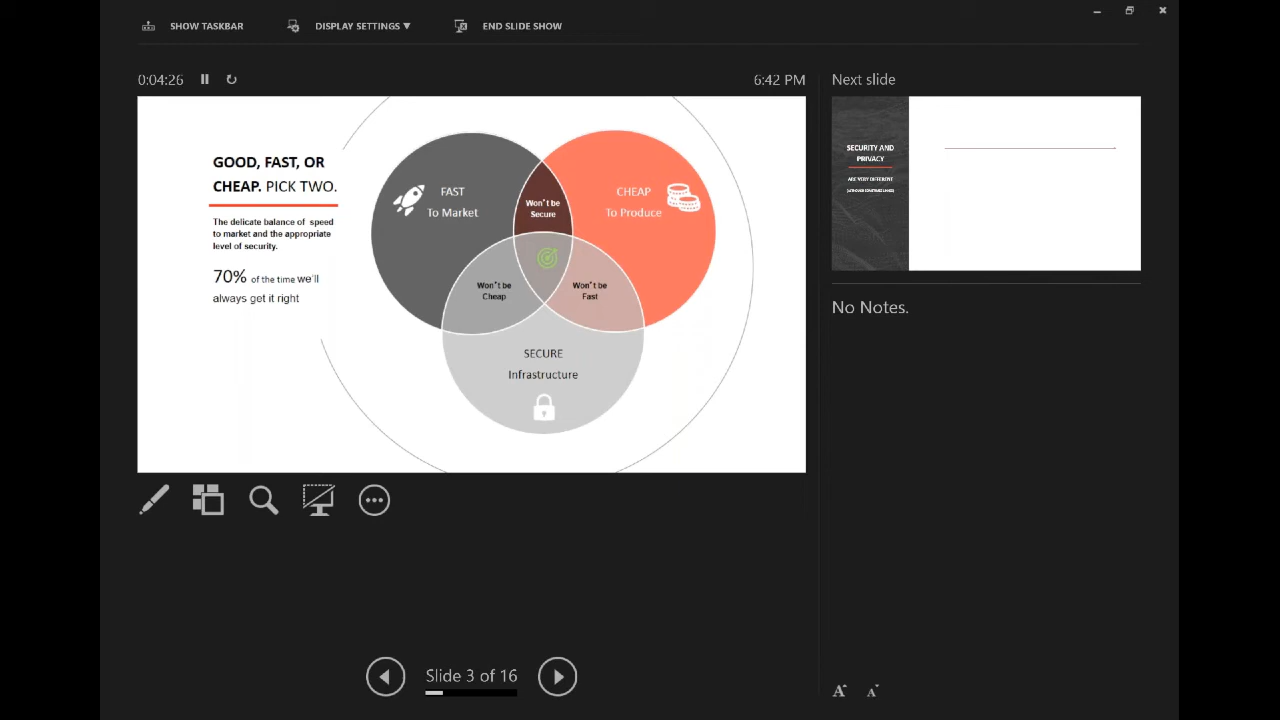 SHOW TASKBAR
DISPLAY SETTINGS ▼
END SLIDE SHOW
0:04:26
6:42 PM
Next slide
GOOD, FAST, OR
CHEAP. PICK TWO.
The delicate balance of speed
to market and the appropriate
level of security.
70% of the time we'll
always get it right
FAST
To Market
Won't be
Secure
CHEAP
To Produce
Won't be
Cheap
Won't be
Fast
SECURE
Infrastructure
SECURITY AND
PRIVACY
ARE VERY DIFFERENT
No Notes.
Slide 3 of 16
A A